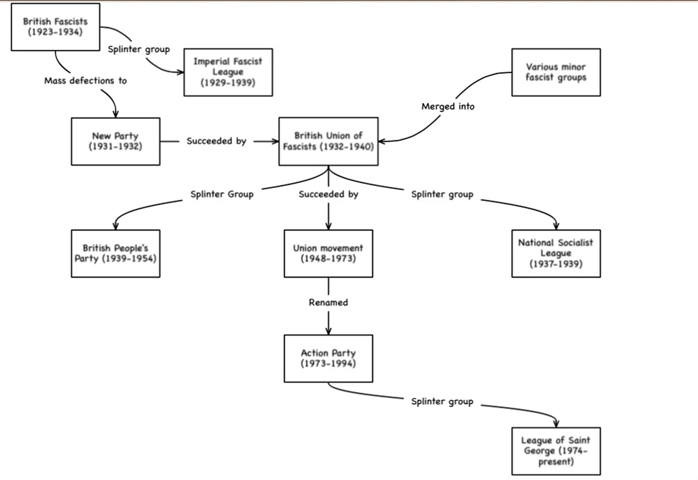 British Fascists
(1923-1934)
Splinter group
Imperial Fascist
League
(1929-1939)
Various minor
fascist groups
Mass defections to
Merged into
New Party
(1931-1932)
Succeeded by
British Union of
Fascists (1932-1940)
Splinter Group
Succeeded by
Splinter group
British People's
Party (1939-1954)
Union movement
(1948-1973)
National Socialist
League
(1937-1939)
Renamed
Action Party
(1973-1994)
Splinter group
League of Saint
George (1974-
present)